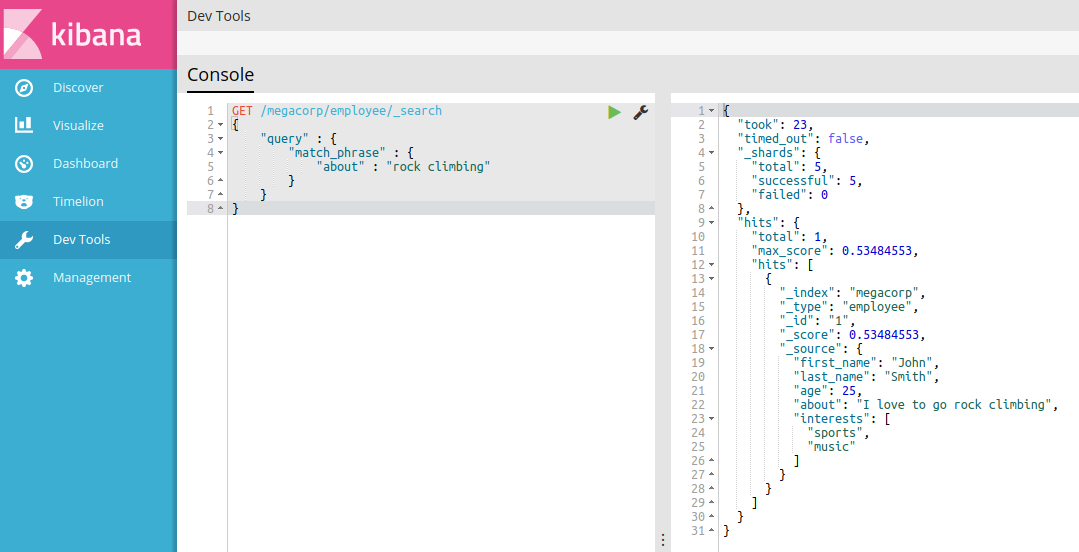 kibana
Discover
Visualize
Dashboard
Timelion
Dev Tools
Management
Dev Tools
Console
1 GET /megacorp/employee/_search
2 {
3 "query" : {
4 "match_phrase" : {
5 "about" : "rock climbing"
6 }
7 }
8 }
1 {
2 "took": 23,
3 "timed_out": false,
4 "_shards": {
5 "total": 5,
6 "successful": 5,
7 "failed": 0
8 },
9 "hits": {
10 "total": 1,
11 "max_score": 0.53484553,
12 "hits": [
13 {
14 "_index": "megacorp",
15 "_type": "employee",
16 "_id": "1",
17 "_score": 0.53484553,
18 "_source": {
19 "first_name": "John",
20 "last_name": "Smith",
21 "age": 25,
22 "about": "I love to go rock climbing",
23 "interests": [
24 "sports",
25 "music"
26 ]
27 }
28 }
29 ]
30 }
31 }